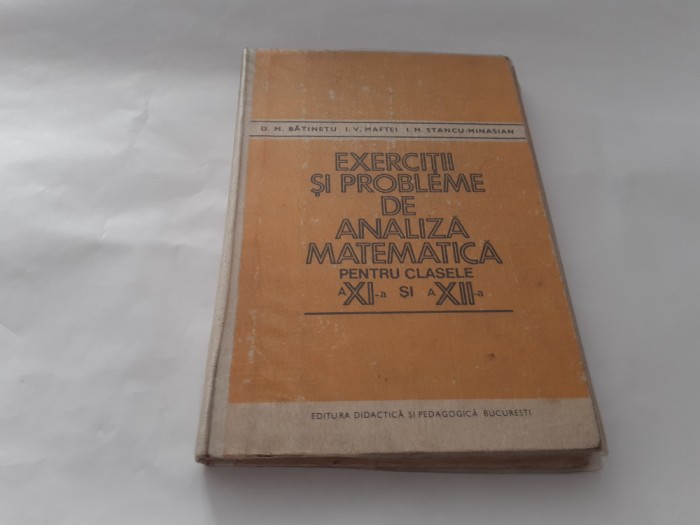 D. M. BĂTINEȚU I. V. MAFTEI I. M. STANCU-MINASIAN
EXERCIȚII
ȘI PROBLEME
DE
ANALIZĂ
MATEMATICĂ
PENTRU CLASELE
A XI-a ȘI A XII-a
EDITURA DIDACTICĂ ȘI PEDAGOGICĂ BUCUREȘTI